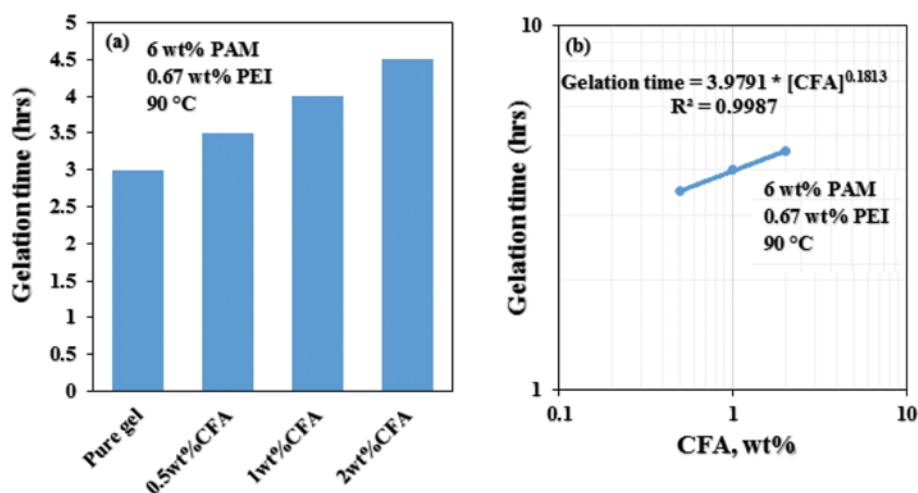 (a)
6 wt% PAM
0.67 wt% PEI
90 °C
Gelation time (hrs)
5
4.5
4
3.5
3
2.5
2
1.5
1
0.5
0
Pure gel
0.5wt%CFA
1wt%CFA
2wt%CFA
(b)
Gelation time = 3.9791 * [CFA]^0.1813
R² = 0.9987
6 wt% PAM
0.67 wt% PEI
90 °C
Gelation time (hrs)
10
1
0.1
1
10
CFA, wt%